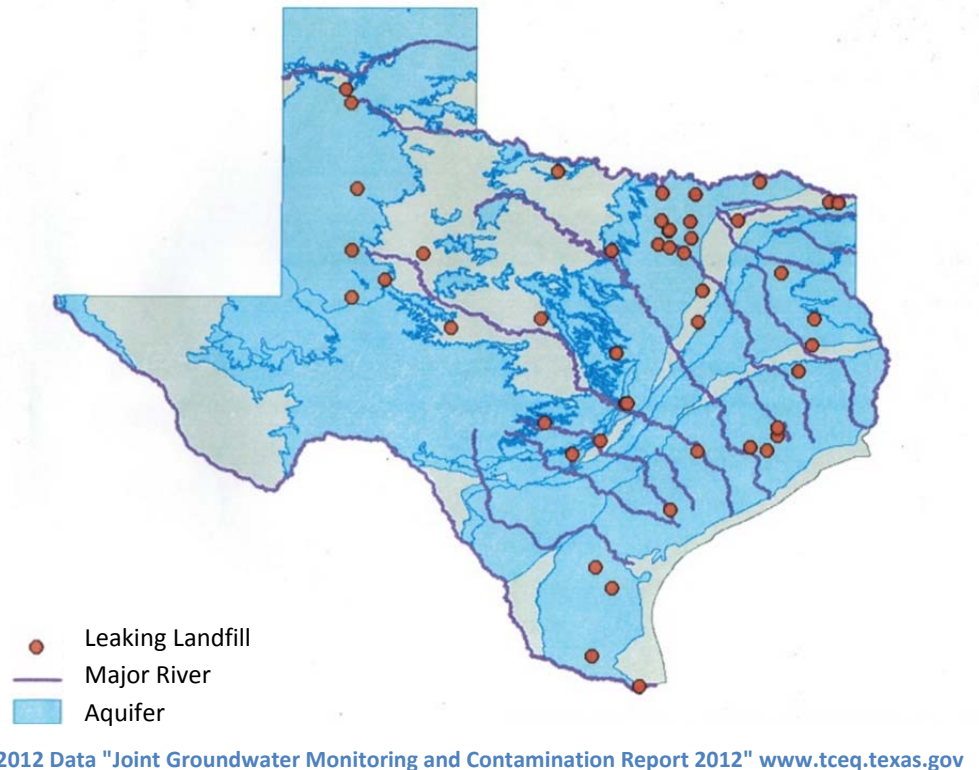 Leaking Landfill
Major River
Aquifer
2012 Data "Joint Groundwater Monitoring and Contamination Report 2012" www.tceq.texas.gov